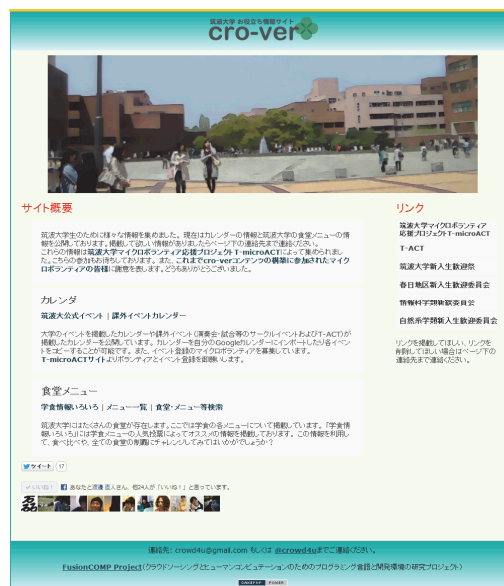 筑波大学 お役立ち情報サイト
cro-ver
サイト概要
筑波大学生のために様々な情報を集めました。現在はカレンダーの情報と筑波大学の食堂メニューの情
報を公開しております。掲載して欲しい情報がありましたらページ下の連絡先まで連絡ください。
これらの情報は筑波大学マイクロボランティア応援プロジェクト T-microACTによって集められまし
た。こちらの参加もお待ちしております。また、これまでcro-verコンテンツの構築に参加されたマイク
ロボランティアの皆様に謝意を表します。どうもありがとうございました。
カレンダ
筑波大公式イベント | 課外イベントカレンダー
大学のイベントを掲載したカレンダーや課外イベント(演奏会・試合等のサークルイベントおよびT-ACT)が
掲載したカレンダーを公開しています。カレンダーを自分のGoogleカレンダーにインポートしたり各イベン
トをコピーすることが可能です。また、イベント登録のマイクロボランティアを募集しています。
T-microACTサイトよりボランティアとイベント登録を御願いします。
食堂メニュー
学食情報いろいろ | メニュー一覧 | 食堂・メニュー等検索
筑波大学にはたくさんの食堂が存在します。ここでは学食の各メニューについて掲載しています。「学食情
報いろいろ」には学食メニューの人気投票によってオススメの情報を掲載しております。この情報を利用し
て、食べ比べや、全ての食堂の制覇にチャレンジしてみてはいかがでしょうか?
ツイート 17
いいね! あなたと渡邊 直人さん、他24人が「いいね!」と言っています。
リンク
筑波大学マイクロボランティア
応援プロジェクトT-microACT
T-ACT
筑波大学新入生歓迎祭
春日地区新入生歓迎委員会
情報科学類新歓委員会
自然系学類新入生歓迎委員会
リンクを掲載してほしい、リンクを
削除してほしい場合はページ下の
連絡先まで連絡ください。
連絡先: crowd4u@gmail.com もしくは @crowd4uまでご連絡ください。
FusionCOMP Project(クラウドソーシングとヒューマンコンピュテーションのためのプログラミング言語と開発環境の研究プロジェクト)